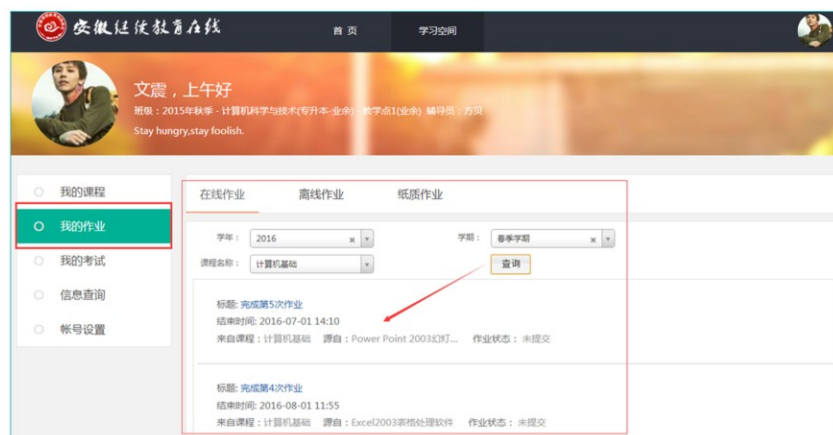 安徽继续教育在线
首 页 学习空间
文震，上午好
班级：2015年秋季 - 计算机科学与技术(专升本-业余) - 教学点1(业余) 辅导员：方贝
Stay hungry,stay foolish.
我的课程
我的作业
我的考试
信息查询
帐号设置
在线作业 离线作业 纸质作业
学年： 2016 学期： 春季学期
课程名称： 计算机基础 查询
标题: 完成第5次作业
结束时间: 2016-07-01 14:10
来自课程：计算机基础 源自：Power Point 2003幻灯... 作业状态：未提交
标题: 完成第4次作业
结束时间: 2016-08-01 11:55
来自课程：计算机基础 源自：Excel2003表格处理软件 作业状态：未提交